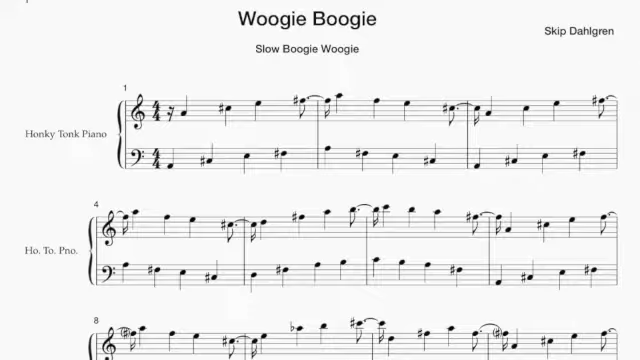 Woogie Boogie
Slow Boogie Woogie
Skip Dahlgren
1
Honky Tonk Piano
4
Ho. To. Pno.
8